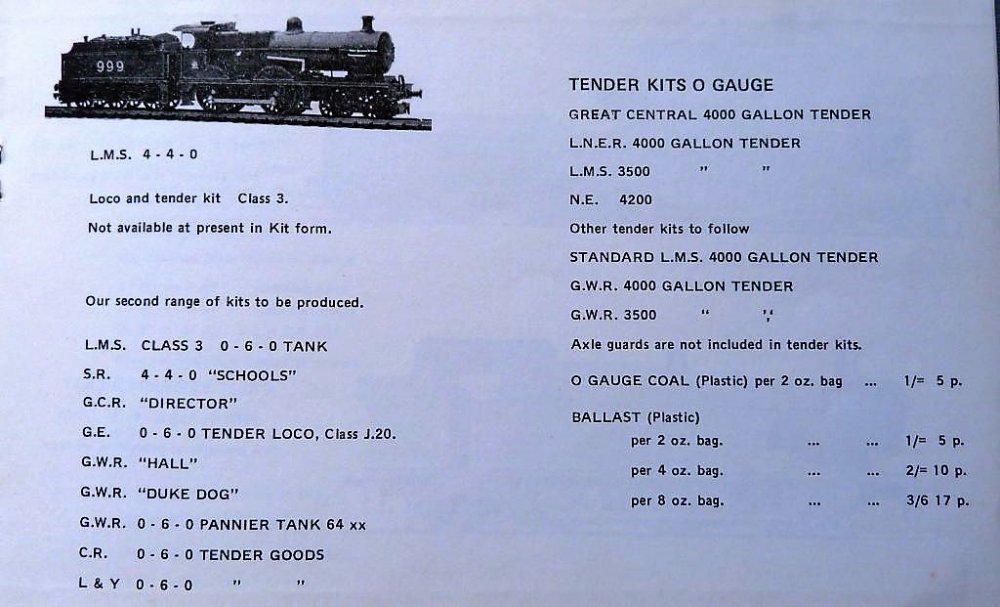 999
L.M.S. 4 - 4 - 0
Loco and tender kit Class 3.
Not available at present in Kit form.
Our second range of kits to be produced.
L.M.S. CLASS 3 0 - 6 - 0 TANK
S.R. 4 - 4 - 0 “SCHOOLS”
G.C.R. “DIRECTOR”
G.E. 0 - 6 - 0 TENDER LOCO, Class J.20.
G.W.R. “HALL”
G.W.R. “DUKE DOG”
G.W.R. 0 - 6 - 0 PANNIER TANK 64 xx
C.R. 0 - 6 - 0 TENDER GOODS
L & Y 0 - 6 - 0 ” ”
TENDER KITS O GAUGE
GREAT CENTRAL 4000 GALLON TENDER
L.N.E.R. 4000 GALLON TENDER
L.M.S. 3500 ” ”
N.E. 4200
Other tender kits to follow
STANDARD L.M.S. 4000 GALLON TENDER
G.W.R. 4000 GALLON TENDER
G.W.R. 3500 “ ”
Axle guards are not included in tender kits.
O GAUGE COAL (Plastic) per 2 oz. bag ... 1/= 5 p.
BALLAST (Plastic)
per 2 oz. bag. ... ... 1/= 5 p.
per 4 oz. bag. ... ... 2/= 10 p.
per 8 oz. bag. ... ... 3/6 17 p.